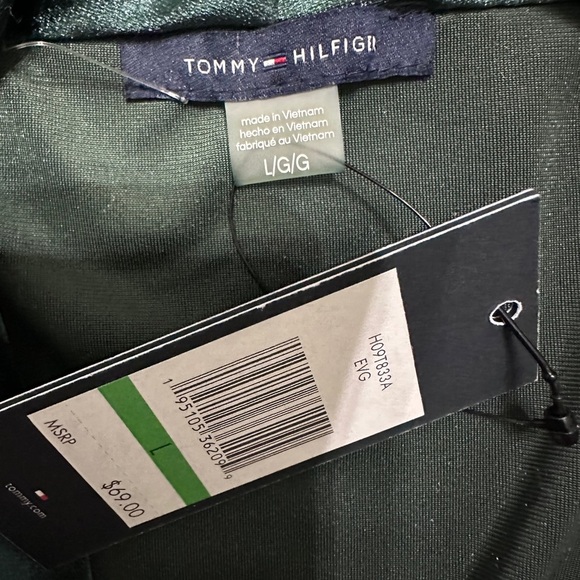 TOMMY HILFIG
made in Vietnam
hecho en Vietnam
fabriqué au Vietnam
L/G/G
H09T833A
EVG
1 95105 36209 9
L
MSRP
$69.00
tommy.com